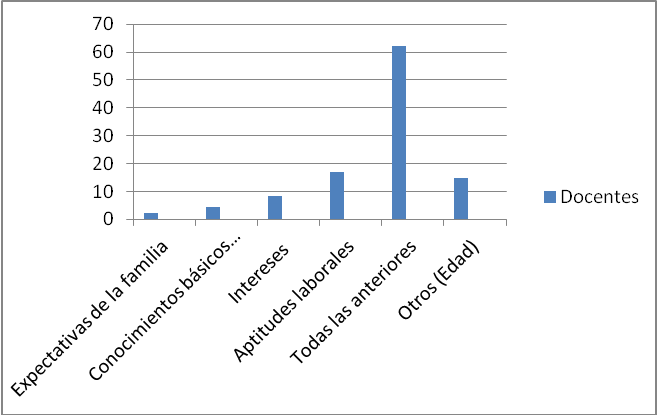 70
60
50
40
30
20
10
0
Expectativas de la familia
Conocimientos básicos...
Intereses
Aptitudes laborales
Todas las anteriores
Otros (Edad)
Docentes